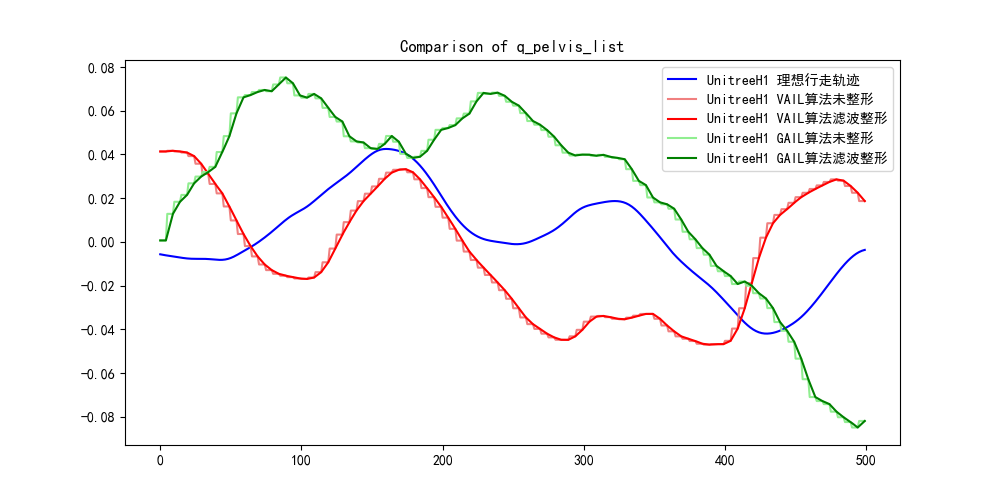 Comparison of q_pelvis_list
UnitreeH1 理想行走轨迹
UnitreeH1 VAIL算法未整形
UnitreeH1 VAIL算法滤波整形
UnitreeH1 GAIL算法未整形
UnitreeH1 GAIL算法滤波整形
0.08
0.06
0.04
0.02
0.00
−0.02
−0.04
−0.06
−0.08
0
100
200
300
400
500